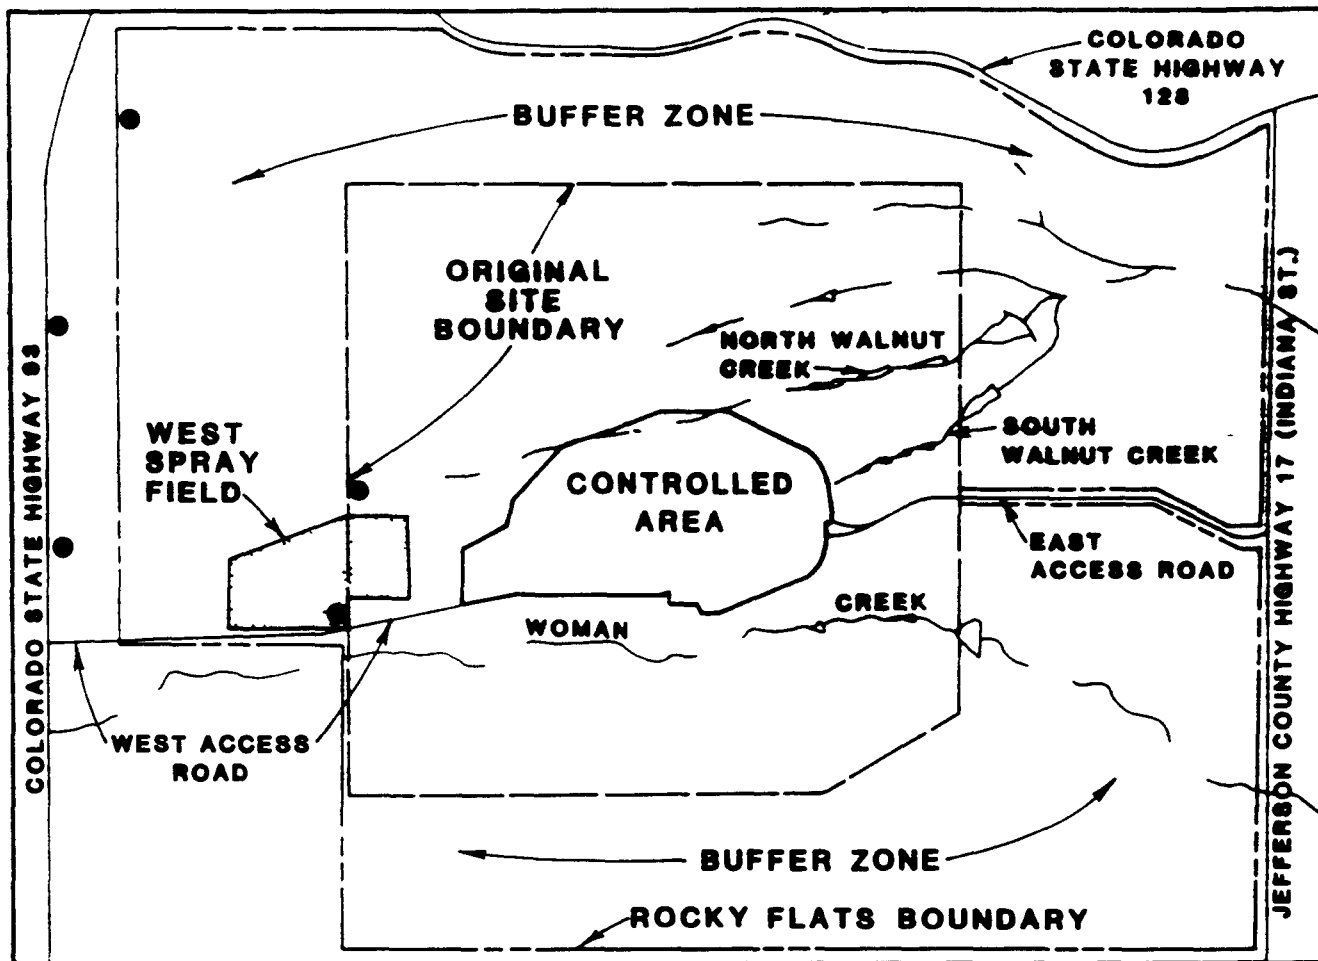 COLORADO
STATE HIGHWAY
128
BUFFER ZONE
ORIGINAL
SITE
BOUNDARY
NORTH WALNUT
CREEK
WEST
SPRAY
FIELD
SOUTH
WALNUT CREEK
CONTROLLED
AREA
EAST
ACCESS ROAD
WOMAN
CREEK
WEST ACCESS
ROAD
BUFFER ZONE
ROCKY FLATS BOUNDARY
COLORADO STATE HIGHWAY 93
JEFFERSON COUNTY HIGHWAY 17 (INDIANA ST.)